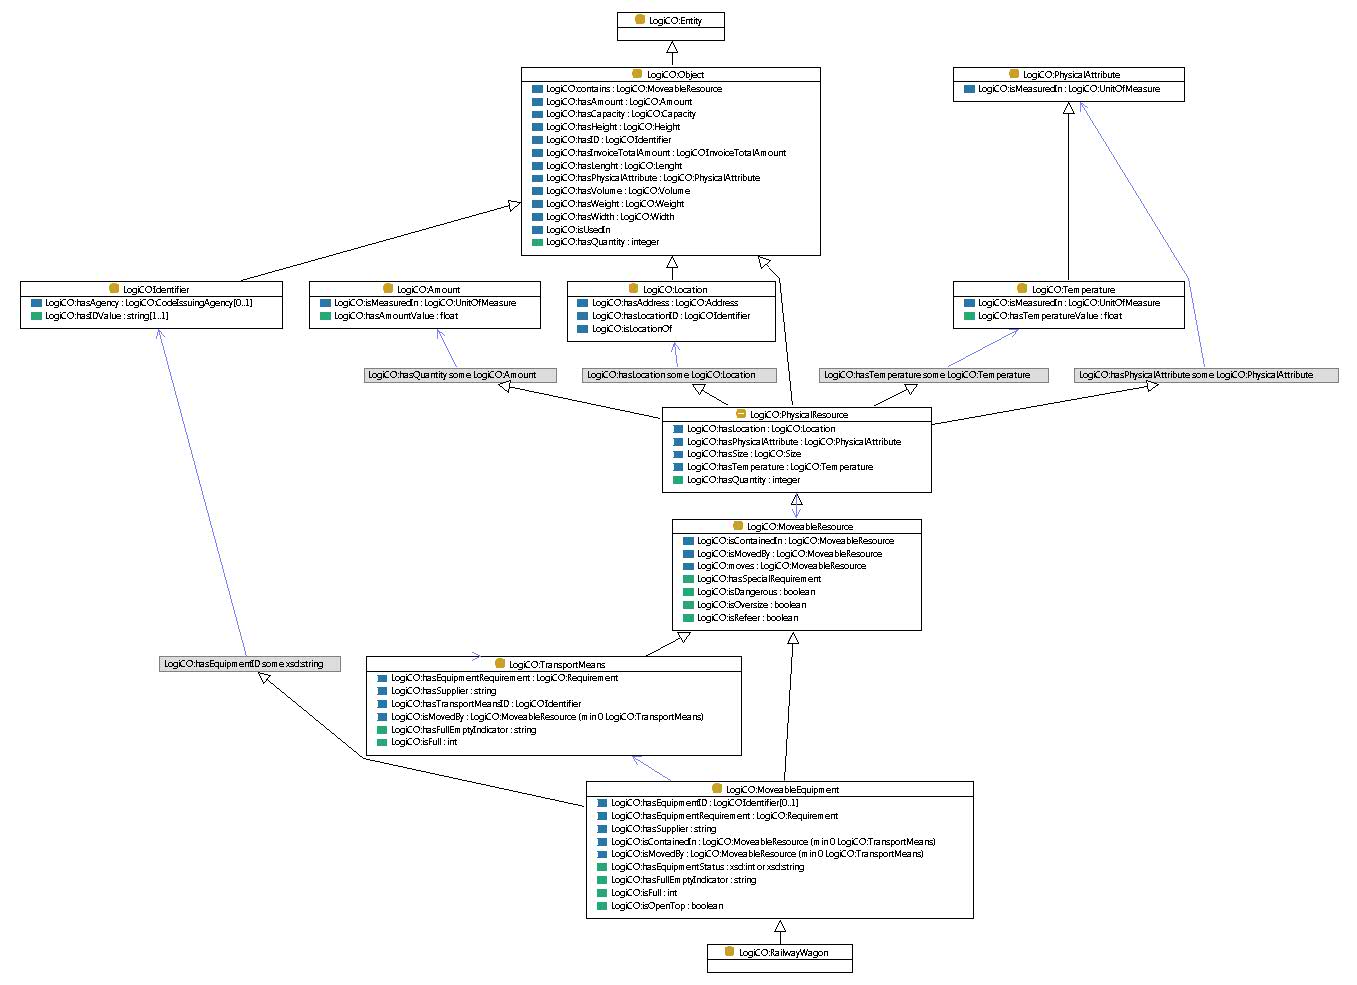 LogiCO:Entity
LogiCO:Object
LogiCO:contains : LogiCO:MoveableResource
LogiCO:hasAmount : LogiCO:Amount
LogiCO:hasCapacity : LogiCO:Capacity
LogiCO:hasHeight : LogiCO:Height
LogiCO:hasID : LogiCO:Identifier
LogiCO:hasInvoiceTotalAmount : LogiCO:InvoiceTotalAmount
LogiCO:hasLenght : LogiCO:Lenght
LogiCO:hasPhysicalAttribute : LogiCO:PhysicalAttribute
LogiCO:hasVolume : LogiCO:Volume
LogiCO:hasWeight : LogiCO:Weight
LogiCO:hasWidth : LogiCO:Width
LogiCO:isUsedIn
LogiCO:hasQuantity : integer
LogiCO:PhysicalAttribute
LogiCO:isMeasuredIn : LogiCO:UnitOfMeasure
LogiCO:Identifier
LogiCO:hasAgency : LogiCO:CodeIssuingAgency[0..1]
LogiCO:hasIDValue : string[1..1]
LogiCO:Amount
LogiCO:isMeasuredIn : LogiCO:UnitOfMeasure
LogiCO:hasAmountValue : float
LogiCO:Location
LogiCO:hasAddress : LogiCO:Address
LogiCO:hasLocationID : LogiCO:Identifier
LogiCO:isLocationOf
LogiCO:Temperature
LogiCO:isMeasuredIn : LogiCO:UnitOfMeasure
LogiCO:hasTemperatureValue : float
LogiCO:hasQuantity some LogiCO:Amount
LogiCO:hasLocation some LogiCO:Location
LogiCO:hasTemperature some LogiCO:Temperature
LogiCO:hasPhysicalAttribute some LogiCO:PhysicalAttribute
LogiCO:PhysicalResource
LogiCO:hasLocation : LogiCO:Location
LogiCO:hasPhysicalAttribute : LogiCO:PhysicalAttribute
LogiCO:hasSize : LogiCO:Size
LogiCO:hasTemperature : LogiCO:Temperature
LogiCO:hasQuantity : integer
LogiCO:MoveableResource
LogiCO:isContainedIn : LogiCO:MoveableResource
LogiCO:isMovedBy : LogiCO:MoveableResource
LogiCO:moves : LogiCO:MoveableResource
LogiCO:hasSpecialRequirement
LogiCO:isDangerous : boolean
LogiCO:isOversize : boolean
LogiCO:isRefeer : boolean
LogiCO:hasEquipmentID some xsd:string
LogiCO:TransportMeans
LogiCO:hasEquipmentRequirement : LogiCO:Requirement
LogiCO:hasSupplier : string
LogiCO:hasTransportMeansID : LogiCO:Identifier
LogiCO:isMovedBy : LogiCO:MoveableResource (min 0 LogiCO:TransportMeans)
LogiCO:hasFullEmptyIndicator : string
LogiCO:isFull : int
LogiCO:MoveableEquipment
LogiCO:hasEquipmentID : LogiCO:Identifier[0..1]
LogiCO:hasEquipmentRequirement : LogiCO:Requirement
LogiCO:hasSupplier : string
LogiCO:isContainedIn : LogiCO:MoveableResource (min 0 LogiCO:TransportMeans)
LogiCO:isMovedBy : LogiCO:MoveableResource (min 0 LogiCO:TransportMeans)
LogiCO:hasEquipmentStatus : xsd:int or xsd:string
LogiCO:hasFullEmptyIndicator : string
LogiCO:isFull : int
LogiCO:isOpenTop : boolean
LogiCO:RailwayWagon